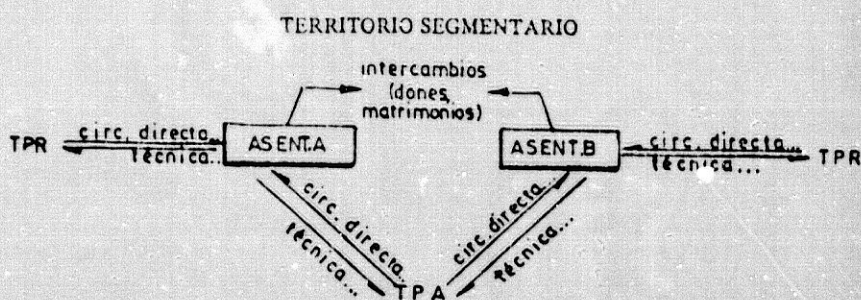 TERRITORIO SEGMENTARIO
intercambios
(dones,
matrimonios)
TPR
circ. directa...
técnica...
ASENT.A
ASENT.B
circ. directa...
técnica...
TPR
circ. directa..
técnica...
circ. directa...
técnica...
TPA